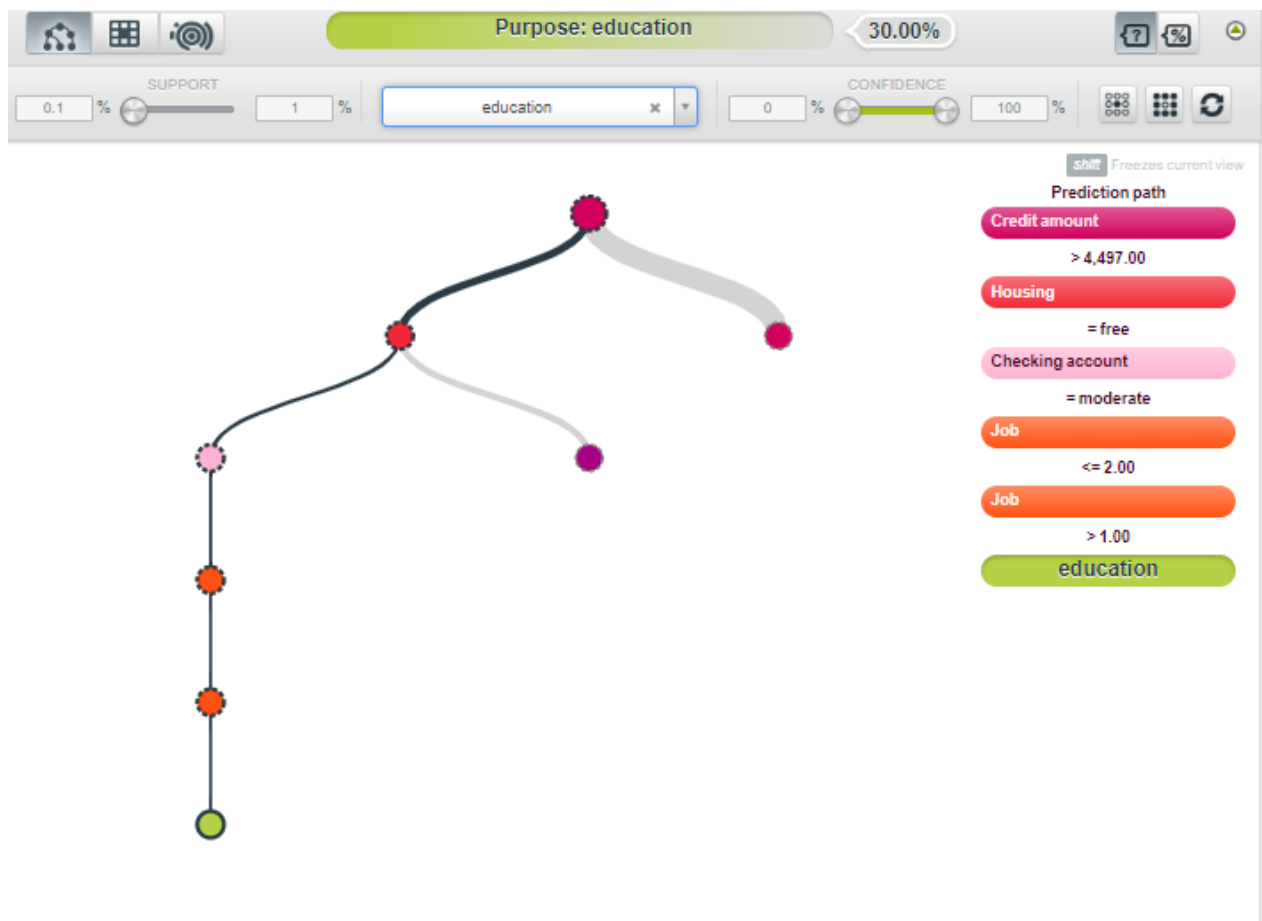 Purpose: education
30.00%
SUPPORT
0.1 % 1 %
education
CONFIDENCE
0 % 100 %
shift Freezes current view
Prediction path
Credit amount
> 4,497.00
Housing
= free
Checking account
= moderate
Job
<= 2.00
Job
> 1.00
education